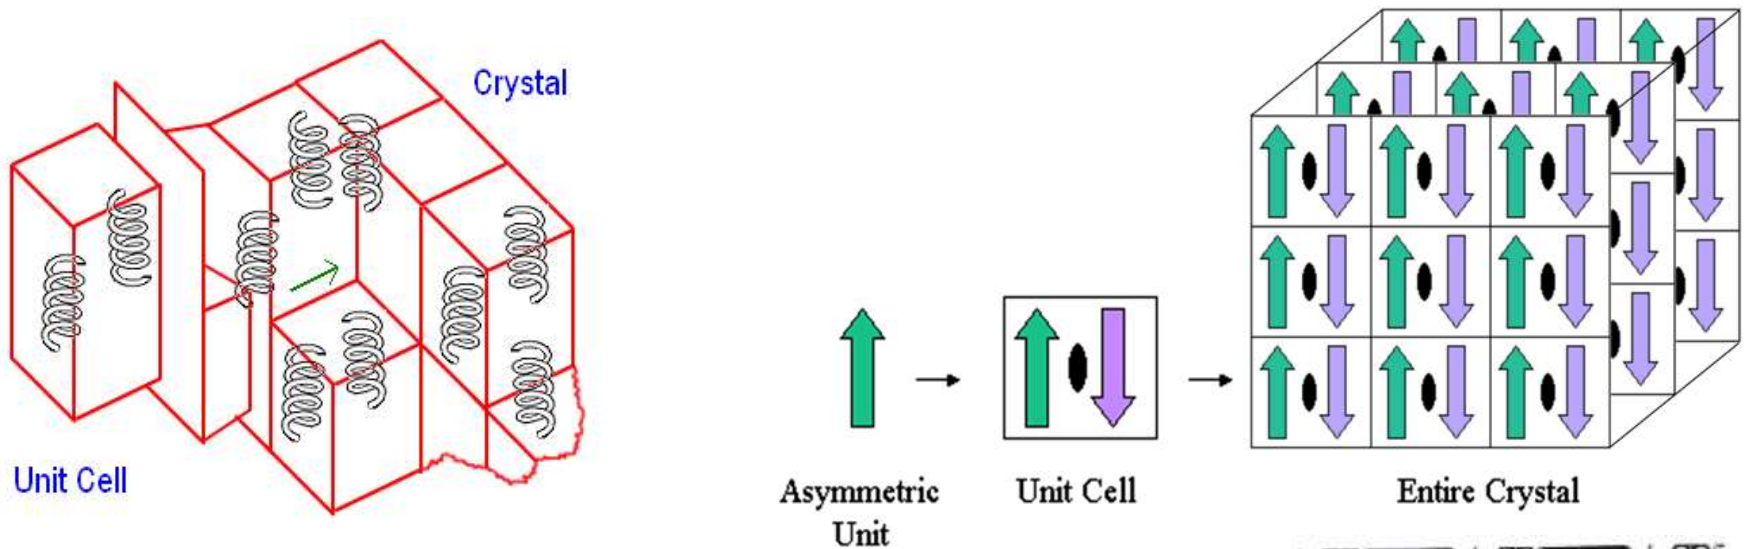 Crystal
Unit Cell
Asymmetric
Unit
Unit Cell
Entire Crystal